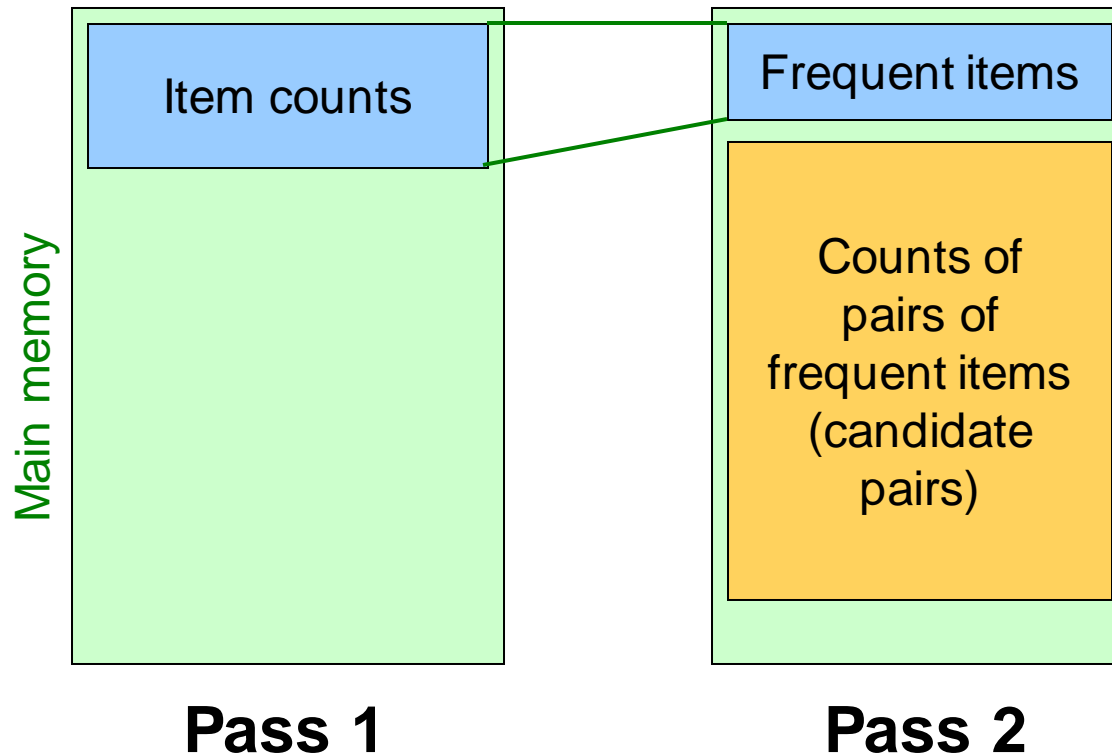 Main memory
Item counts
Frequent items
Counts of
pairs of
frequent items
(candidate
pairs)
Pass 1
Pass 2